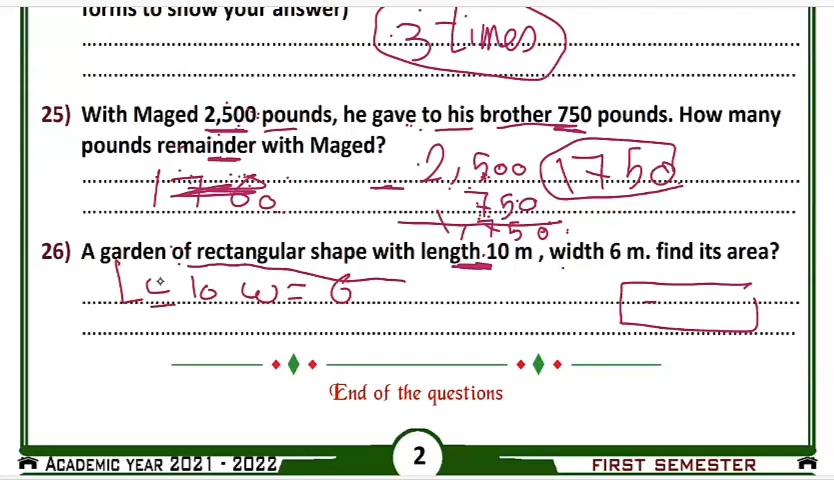 forms to show your answer)
3 times
25) With Maged 2,500 pounds, he gave to his brother 750 pounds. How many
pounds remainder with Maged?
2,500
1750
- 750
1,750
26) A garden of rectangular shape with length 10 m , width 6 m. find its area?
L = 10 W = 6
End of the questions
ACADEMIC YEAR 2021 - 2022
2
FIRST SEMESTER